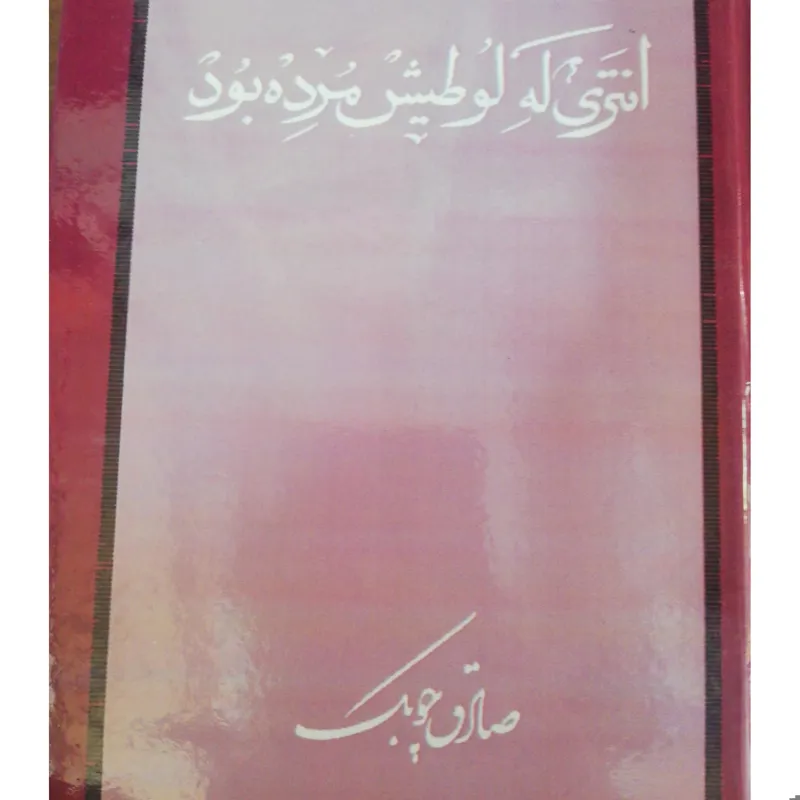 انتری که لوطیش مرده بود
صادق چوبک